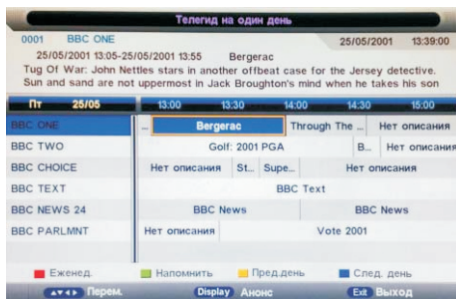 Телегид на один день
0001 BBC ONE 25/05/2001 13:39:00
25/05/2001 13:05-25/05/2001 13:55 Bergerac
Tug Of War: John Nettles stars in another offbeat case for the Jersey detective.
Sun and sand are not uppermost in Jack Broughton's mind when he takes his son
Пт 25/05 13:00 13:30 14:00 14:30 15:00
BBC ONE ... Bergerac Through The ... Нет описания
BBC TWO Golf: 2001 PGA B... Нет описания
BBC CHOICE Нет описания St... Supe... Нет описания
BBC TEXT BBC Text
BBC NEWS 24 BBC News BBC News
BBC PARLMNT Нет описания Vote 2001
Еженед. Напомнить Пред.день След. день
Перем. Display Анонс Exit Выход